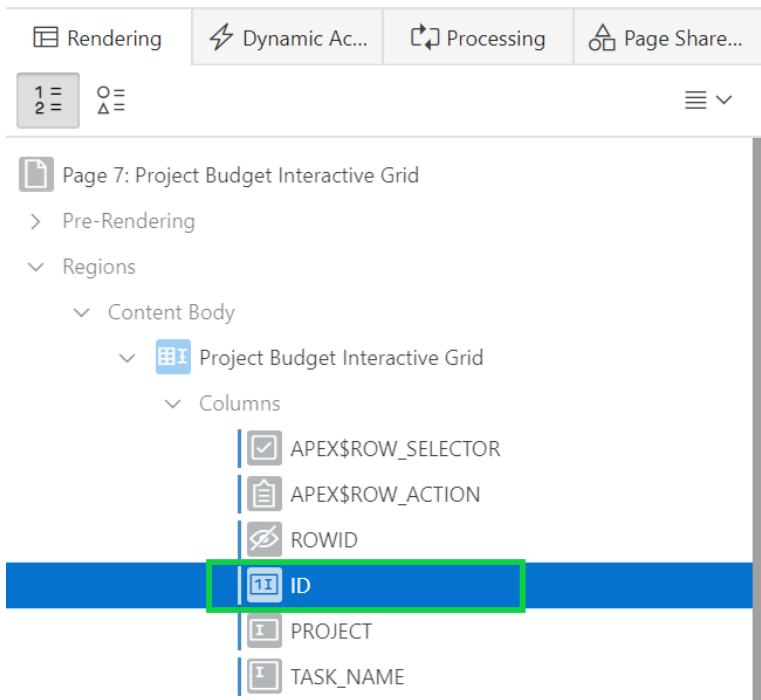 Rendering
Dynamic Ac...
Processing
Page Share...
Page 7: Project Budget Interactive Grid
Pre-Rendering
Regions
Content Body
Project Budget Interactive Grid
Columns
APEX$ROW_SELECTOR
APEX$ROW_ACTION
ROWID
ID
PROJECT
TASK_NAME